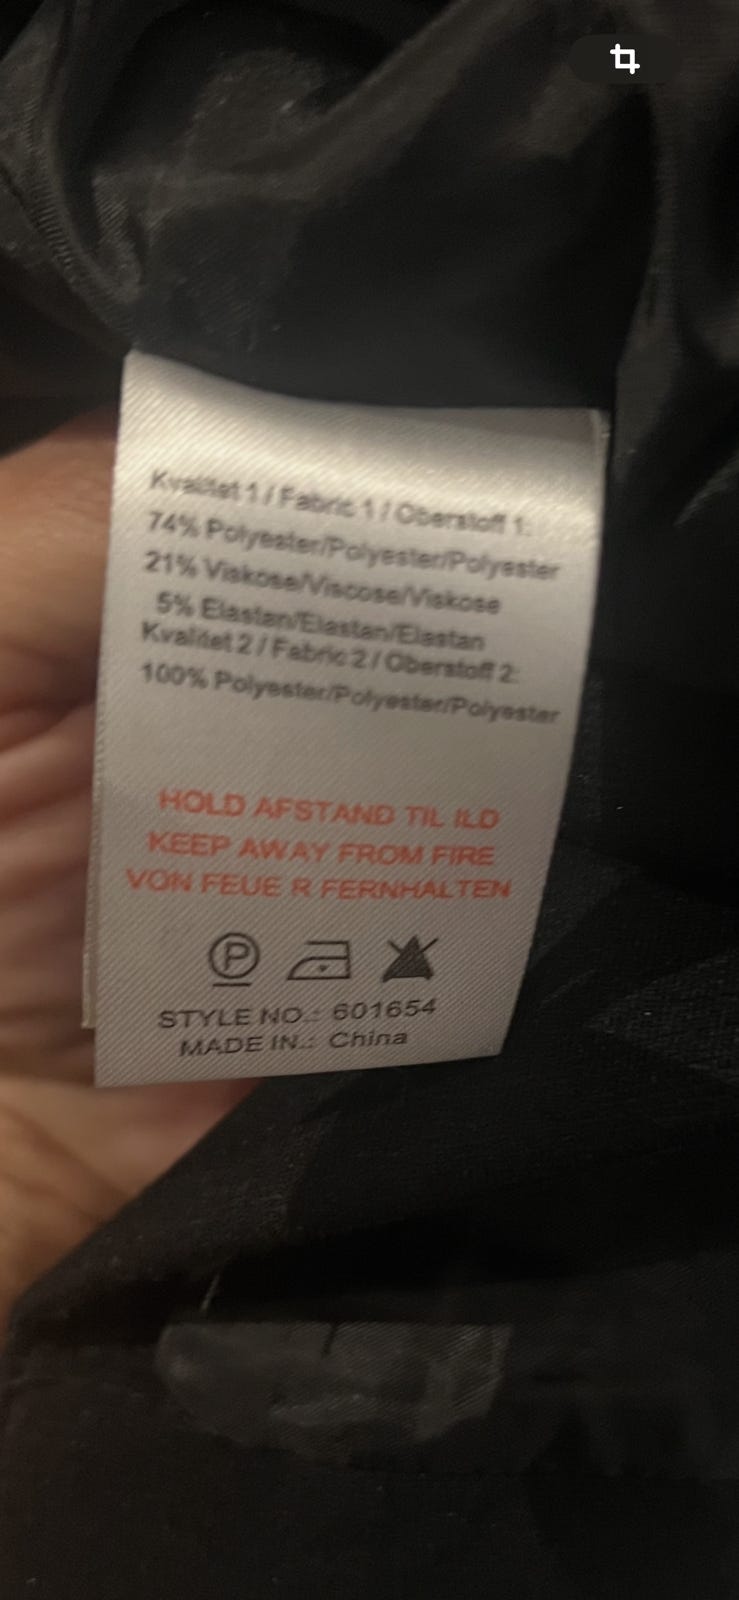 Kvalitet 1 / Fabric 1 / Oberstoff 1:
74% Polyester/Polyester/Polyester
21% Viskose/Viscose/Viskose
5% Elastan/Elastan/Elastan
Kvalitet 2 / Fabric 2 / Oberstoff 2:
100% Polyester/Polyester/Polyester
HOLD AFSTAND TIL ILD
KEEP AWAY FROM FIRE
VON FEUE R FERNHALTEN
P
STYLE NO.: 601654
MADE IN.: China